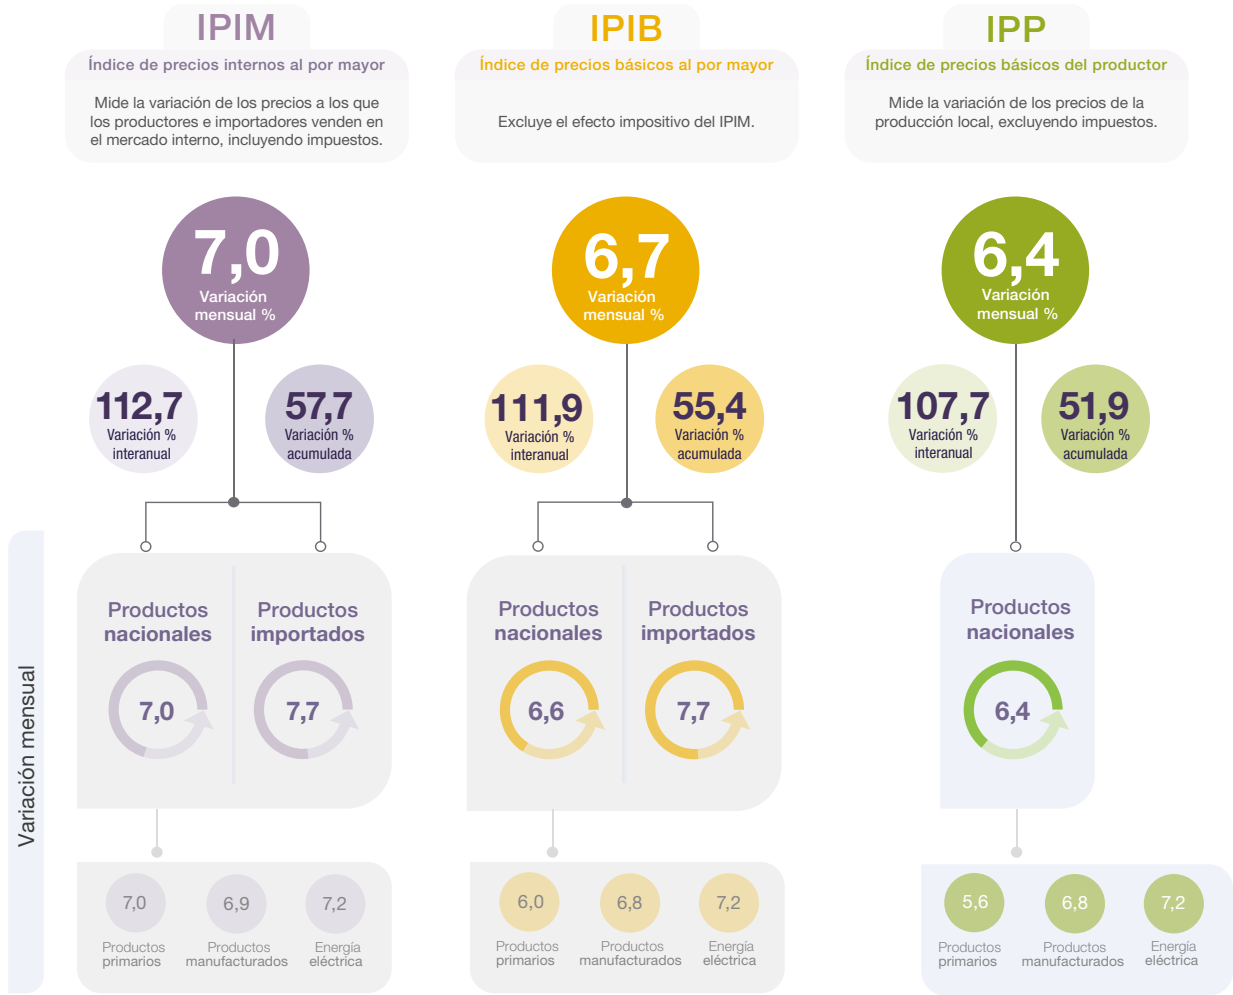 IPIM
Índice de precios internos al por mayor
Mide la variación de los precios a los que
los productores e importadores venden en
el mercado interno, incluyendo impuestos.
7,0
Variación
mensual %
112,7
Variación %
interanual
57,7
Variación %
acumulada
IPIB
Índice de precios básicos al por mayor
Excluye el efecto impositivo del IPIM.
6,7
Variación
mensual %
111,9
Variación %
interanual
55,4
Variación %
acumulada
IPP
Índice de precios básicos del productor
Mide la variación de los precios de la
producción local, excluyendo impuestos.
6,4
Variación
mensual %
107,7
Variación %
interanual
51,9
Variación %
acumulada
Variación mensual
Productos
nacionales
7,0
Productos
importados
7,7
7,0
Productos
primarios
6,9
Productos
manufacturados
7,2
Energía
eléctrica
Productos
nacionales
6,6
Productos
importados
7,7
6,0
Productos
primarios
6,8
Productos
manufacturados
7,2
Energía
eléctrica
Productos
nacionales
6,4
5,6
Productos
primarios
6,8
Productos
manufacturados
7,2
Energía
eléctrica